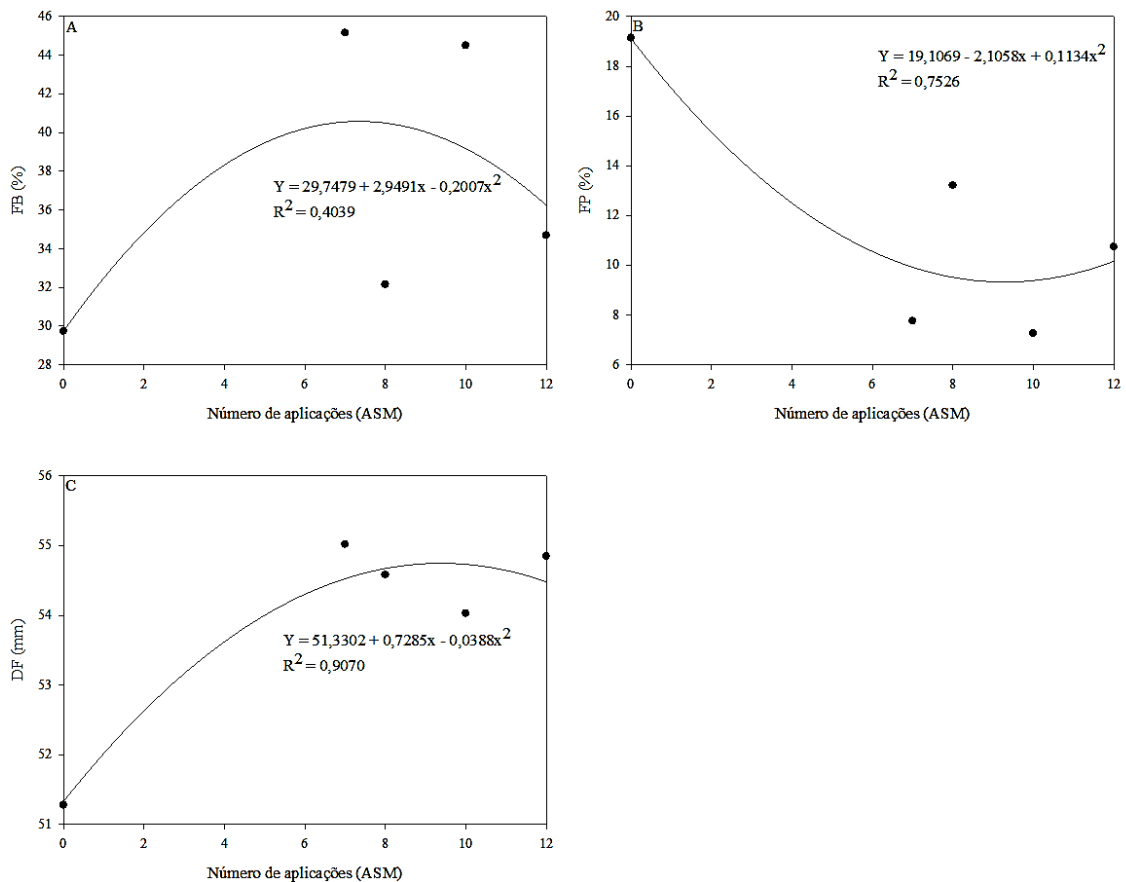 A
46
44
42
40
38
36
34
32
30
28
FB (%)
Y = 29,7479 + 2,9491x - 0,2007x²
R² = 0,4039
0 2 4 6 8 10 12
Número de aplicações (ASM)
B
20
18
16
14
12
10
8
6
FP (%)
Y = 19,1069 - 2,1058x + 0,1134x²
R² = 0,7526
0 2 4 6 8 10 12
Número de aplicações (ASM)
C
56
55
54
53
52
51
DF (mm)
Y = 51,3302 + 0,7285x - 0,0388x²
R² = 0,9070
0 2 4 6 8 10 12
Número de aplicações (ASM)